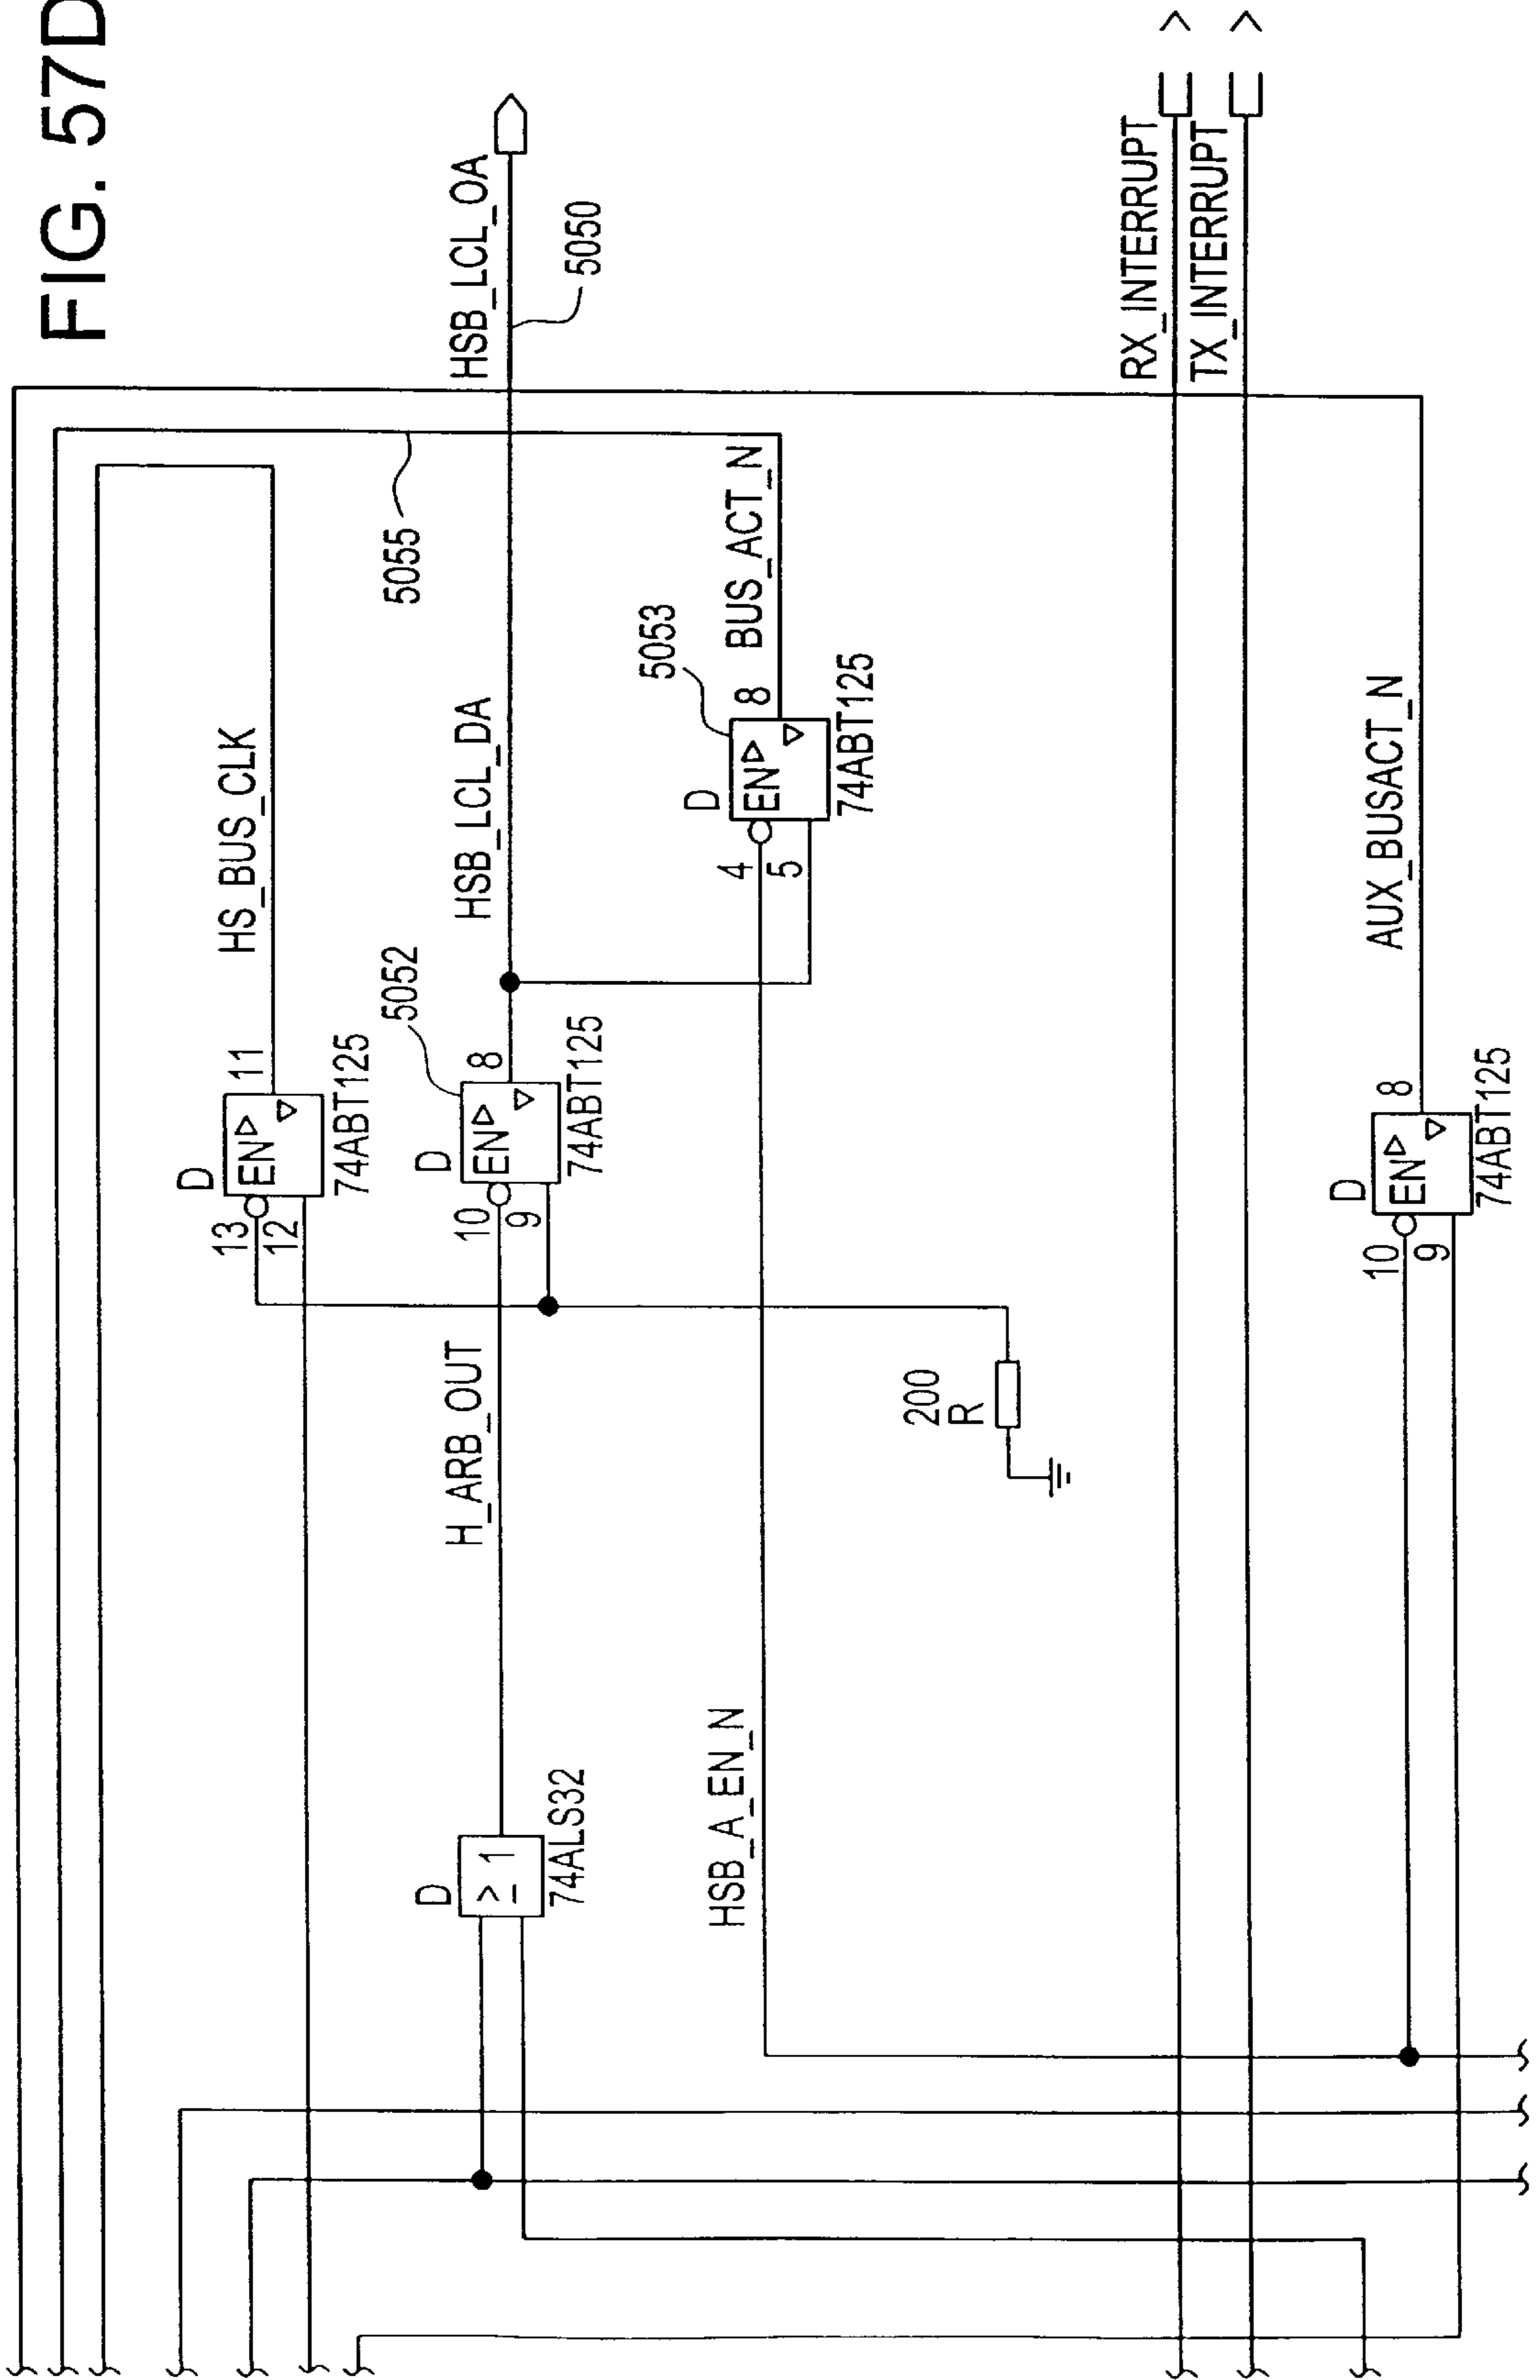 FIG. 57D
HS_BUS_CLK
13
12
D
EN
11
74ABT125
HSB_LCL_OA
5050
5055
H_ARB_OUT
10
9
D
EN
8
74ABT125
5052
HSB_LCL_DA
D
≥ 1
74ALS32
HSB_A_EN_N
4
5
D
EN
8
74ABT125
5053
BUS_ACT_N
200
R
RX_INTERRUPT
TX_INTERRUPT
10
9
D
EN
8
74ABT125
AUX_BUSACT_N